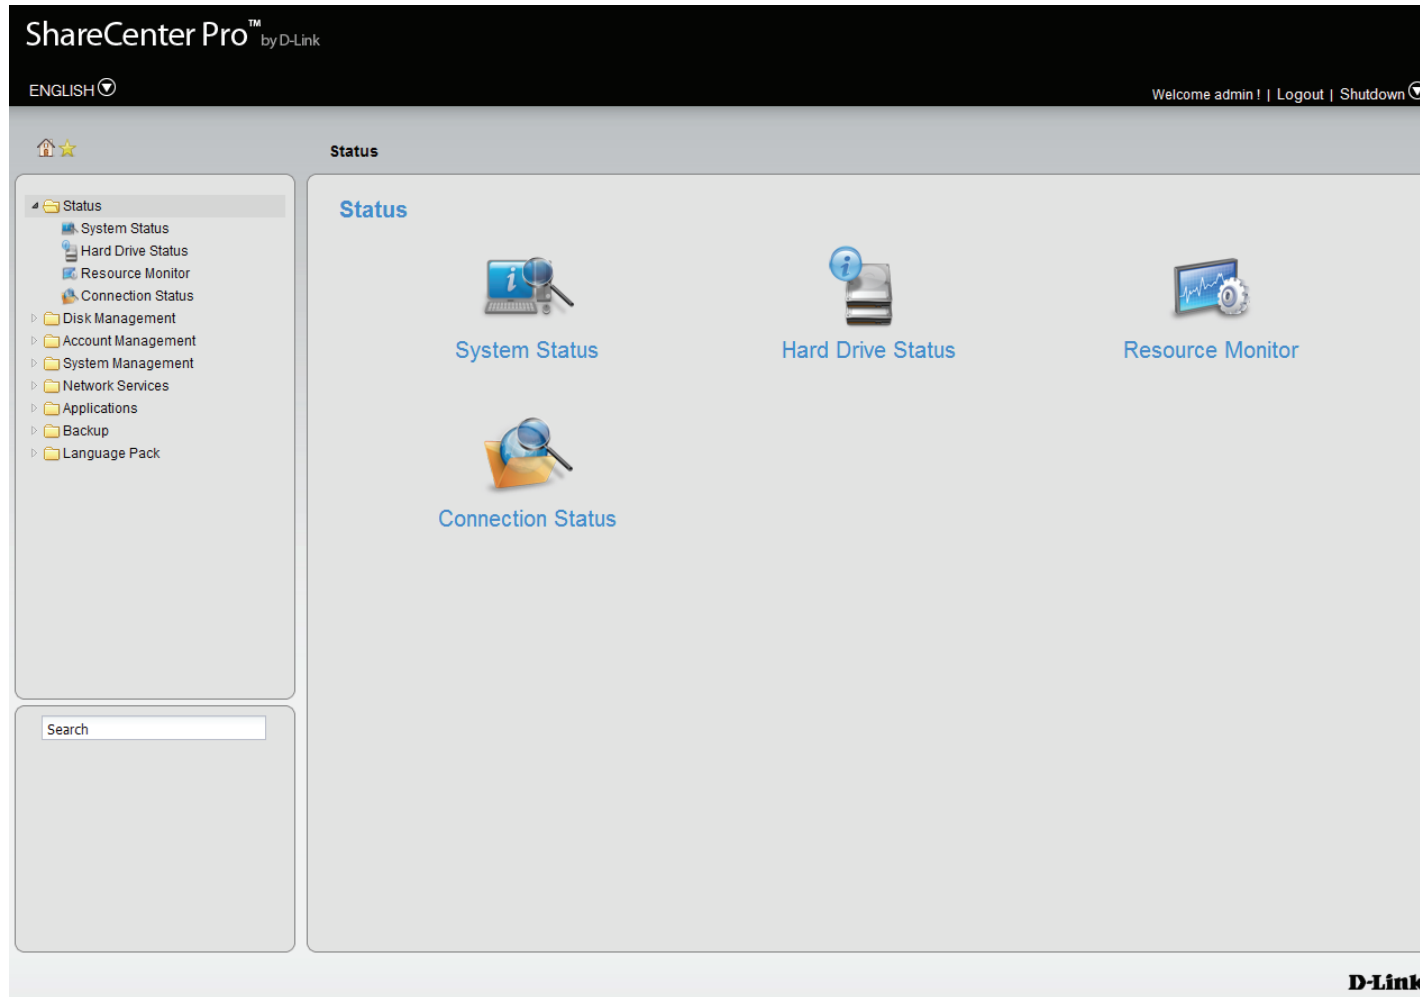 ShareCenter Pro™ by D-Link
ENGLISH
Welcome admin ! | Logout | Shutdown
Status
Status
System Status
Hard Drive Status
Resource Monitor
Connection Status
Disk Management
Account Management
System Management
Network Services
Applications
Backup
Language Pack
Search
Status
System Status
Hard Drive Status
Resource Monitor
Connection Status
D-Link